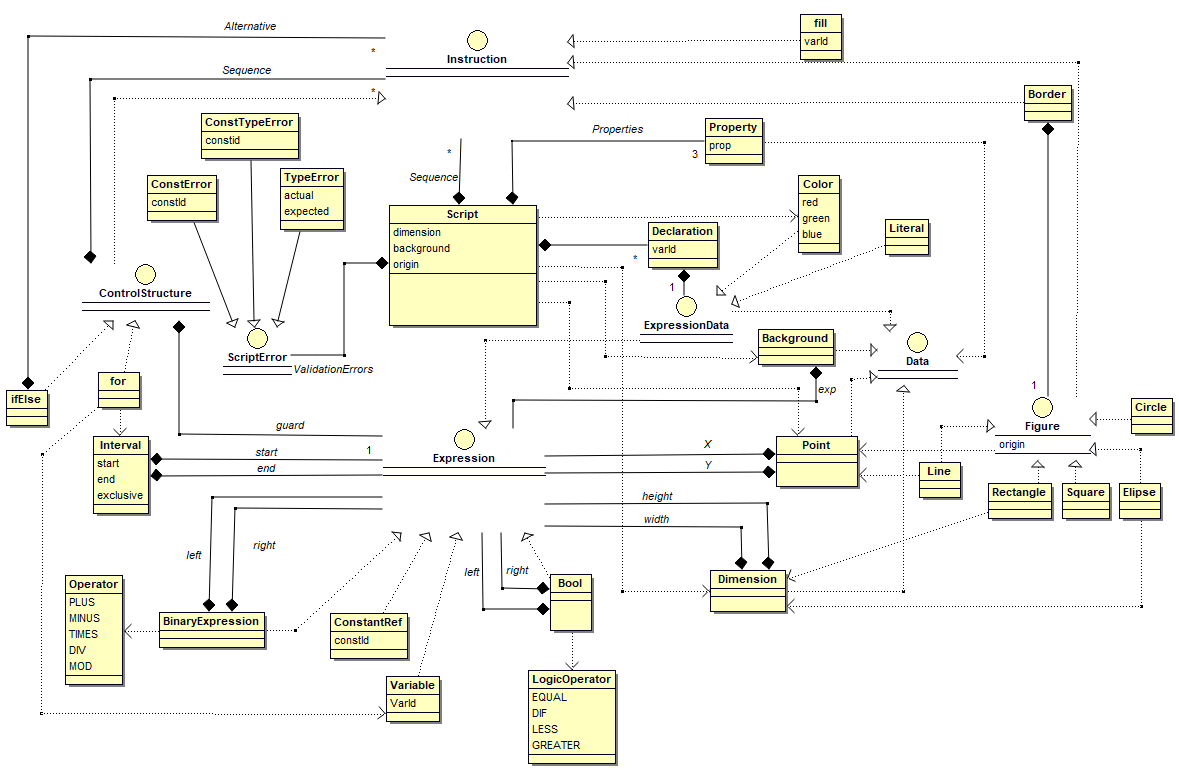 fill
varId
Alternative
*
Instruction
Sequence
*
Border
ConstTypeError
constid
Properties
Property
prop
3
*
Sequence
ConstError
constId
TypeError
actual
expected
Color
red
green
blue
Script
dimension
background
origin
Declaration
varId
*
1
Literal
ControlStructure
ExpressionData
ScriptError
ValidationErrors
Background
Data
exp
for
ifElse
1
Figure
origin
Circle
guard
1
Interval
start
end
exclusive
start
end
Expression
X
Y
Point
Line
Rectangle
Square
Elipse
height
width
left
right
left
right
Operator
PLUS
MINUS
TIMES
DIV
MOD
BinaryExpression
ConstantRef
constId
Bool
Dimension
Variable
VarId
LogicOperator
EQUAL
DIF
LESS
GREATER